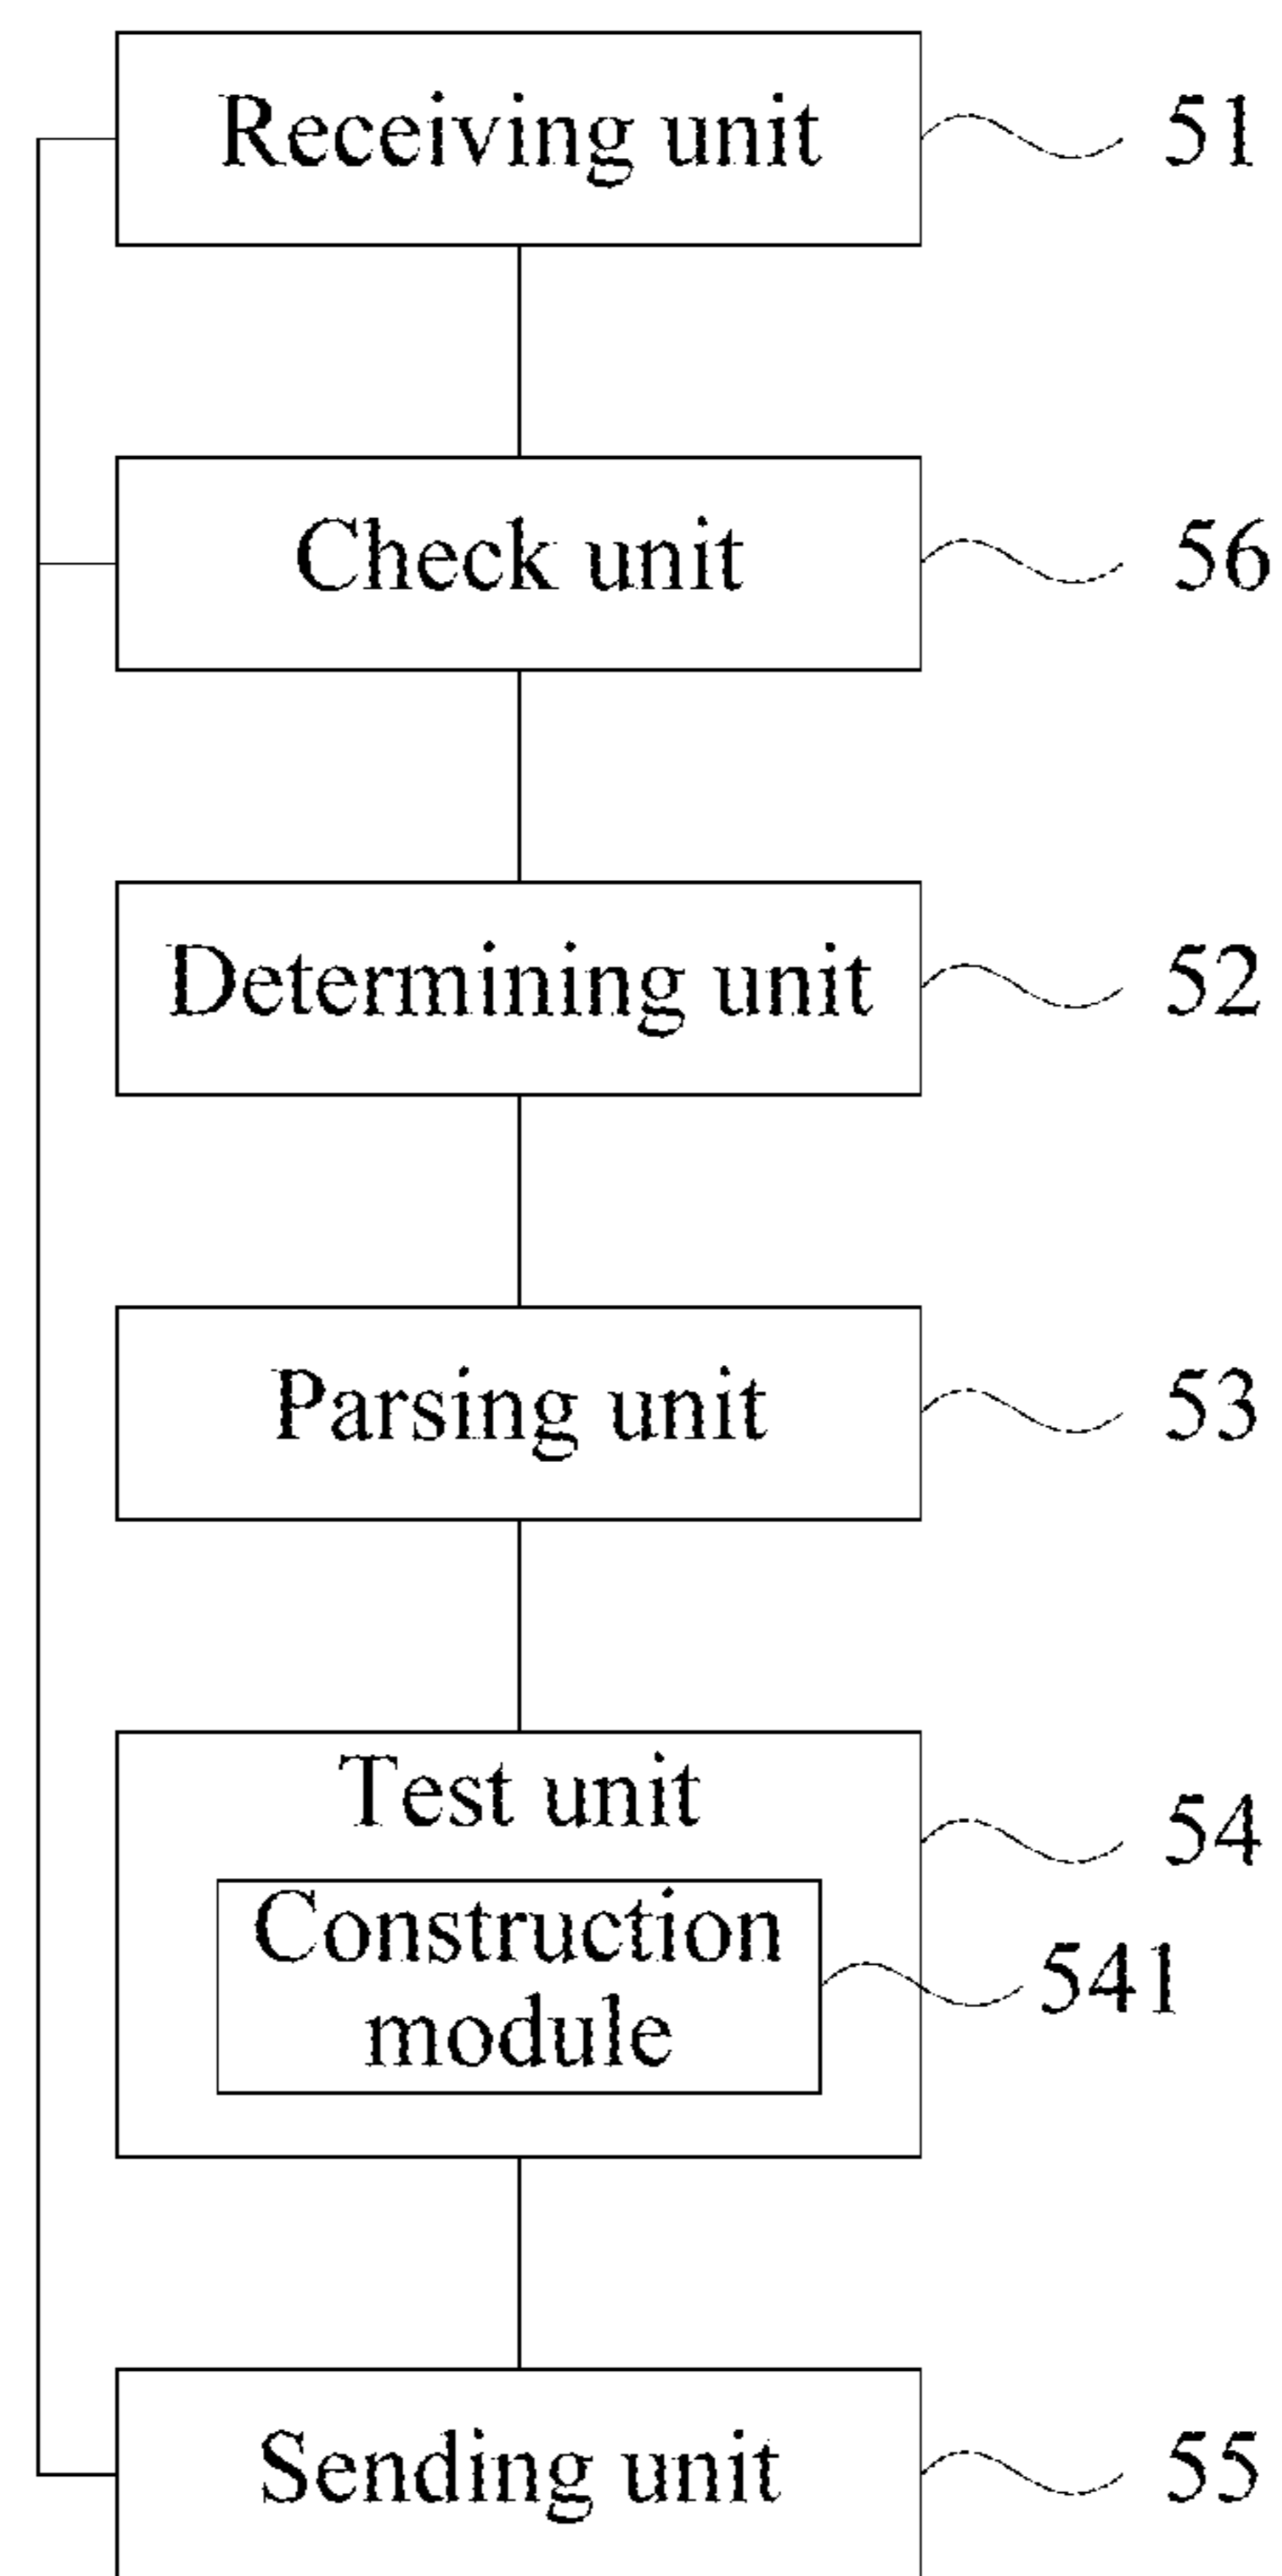 Receiving unit 51
Check unit 56
Determining unit 52
Parsing unit 53
Test unit 54
Construction
module 541
Sending unit 55